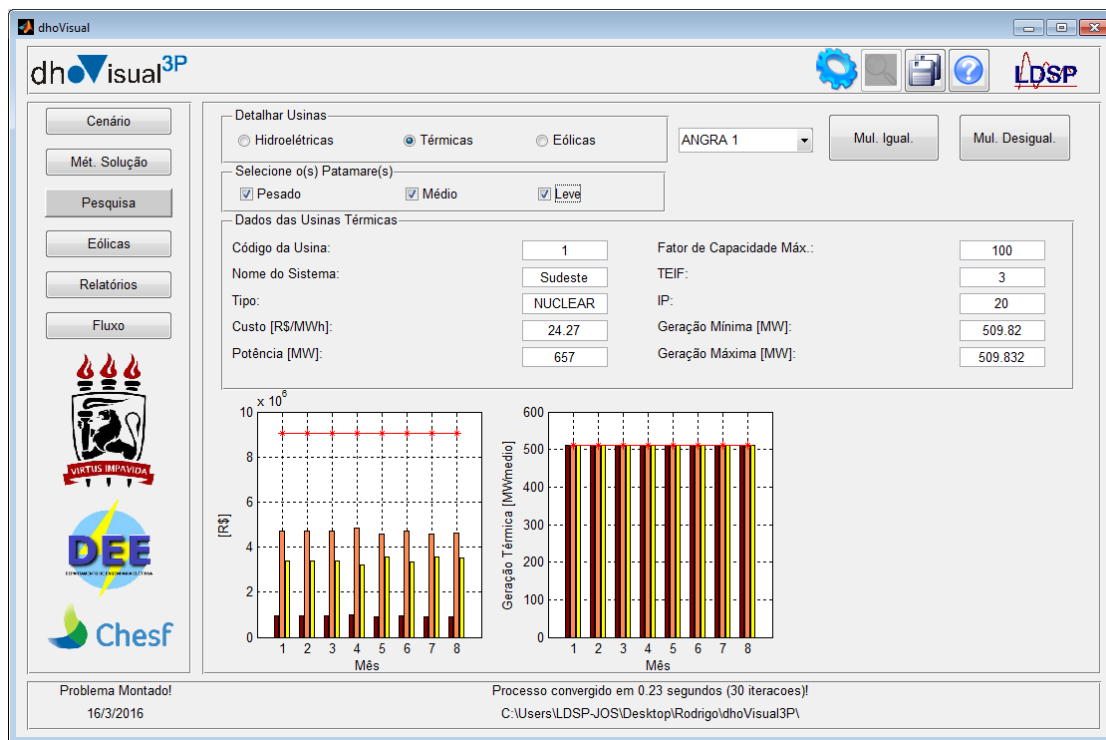 dhoVisual
dhoVisual3P
LDSP
Cenário
Mét. Solução
Pesquisa
Eólicas
Relatórios
Fluxo
VIRTUS IMPAVIDA
DEE
DEPARTAMENTO DE ENGENHARIA ELÉTRICA
Chesf
Detalhar Usinas
Hidroelétricas Térmicas Eólicas
ANGRA 1
Mul. Igual.
Mul. Desigual.
Selecione o(s) Patamare(s)
Pesado Médio Leve
Dados das Usinas Térmicas
Código da Usina: 1 Fator de Capacidade Máx.: 100
Nome do Sistema: Sudeste TEIF: 3
Tipo: NUCLEAR IP: 20
Custo [R$/MWh]: 24.27 Geração Mínima [MW]: 509.82
Potência [MW]: 657 Geração Máxima [MW]: 509.832
x 10^6
10
8
6
4
2
0
[R$]
1 2 3 4 5 6 7 8
Mês
600
500
400
300
200
100
0
Geração Térmica [MWmedio]
1 2 3 4 5 6 7 8
Mês
Problema Montado!
16/3/2016
Processo convergido em 0.23 segundos (30 iteracoes)!
C:\Users\LDSP-JOS\Desktop\Rodrigo\dhoVisual3P\